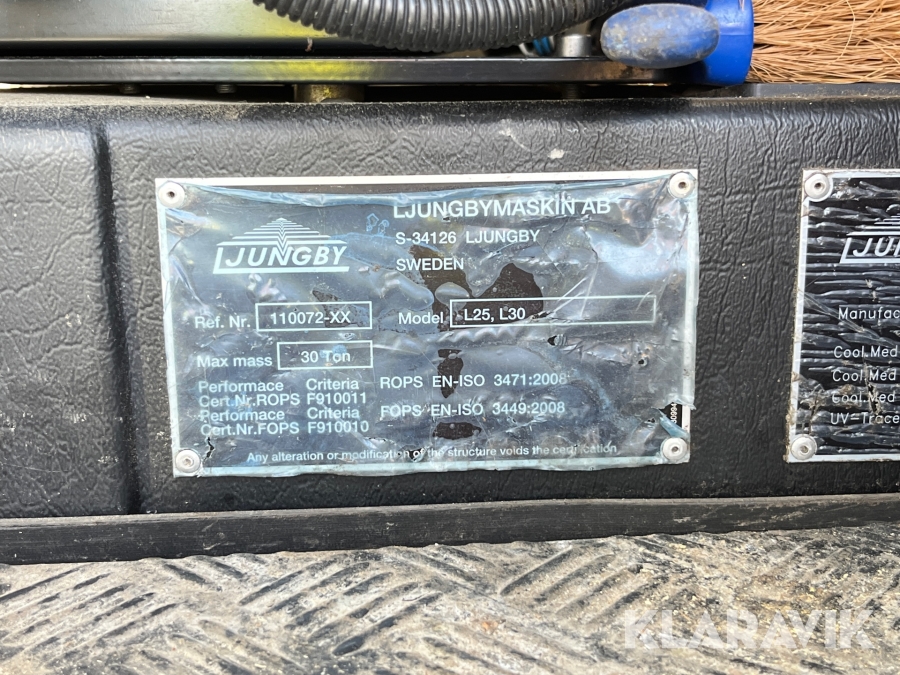 LJUNGBYMASKIN AB
S-34126 LJUNGBY
SWEDEN
LJUNGBY
Ref. Nr. 110072-XX Model L25, L30
Max mass 30 Ton
Performace Criteria ROPS EN-ISO 3471:2008
Cert.Nr.ROPS F910011
Performace Criteria FOPS EN-ISO 3449:2008
Cert.Nr.FOPS F910010
Any alteration or modification of the structure voids the certification
LJUN
Manufac
Cool.Med
Cool.Med
Cool.Med
UV-Trace
KLARAVIK